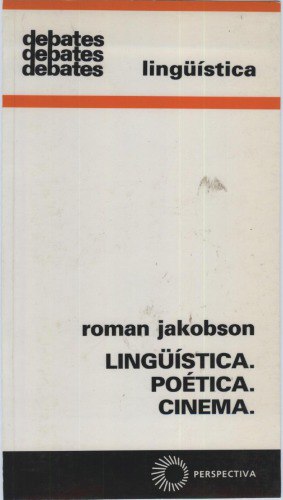 debates
debates
debates
lingüística
roman jakobson
LINGÜÍSTICA.
POÉTICA.
CINEMA.
PERSPECTIVA